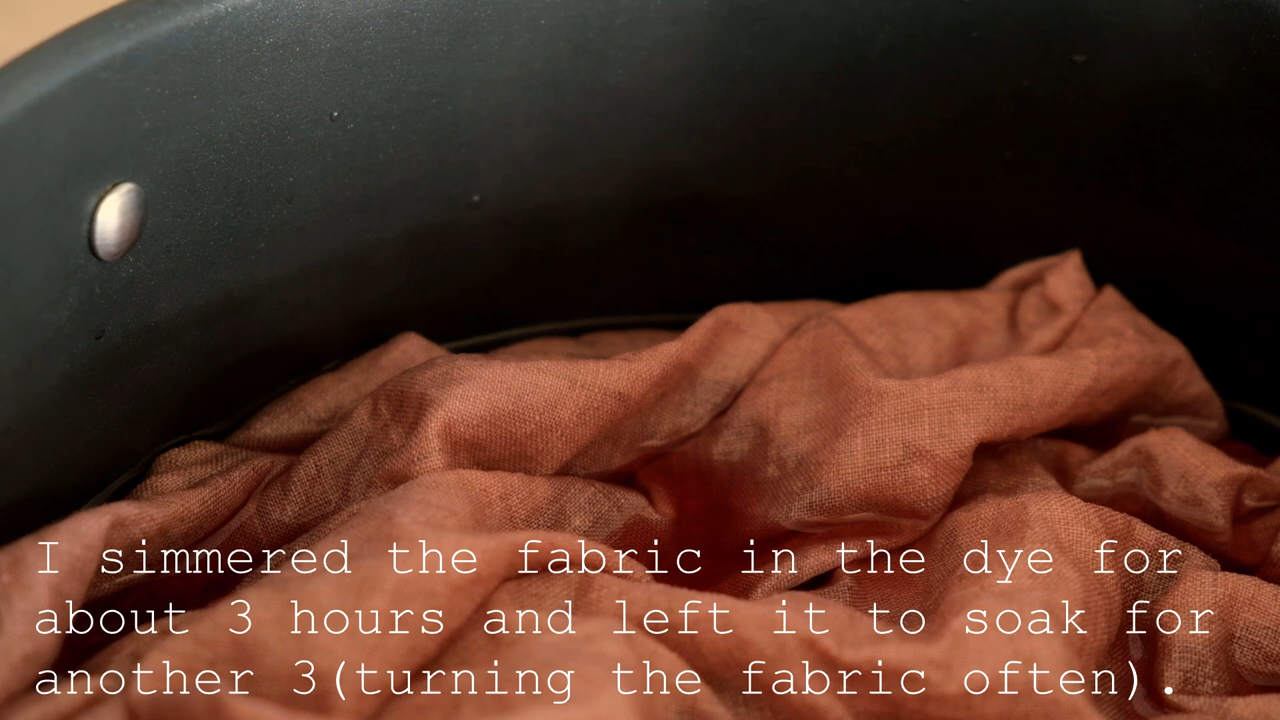 I simmered the fabric in the dye for
about 3 hours and left it to soak for
another 3(turning the fabric often).